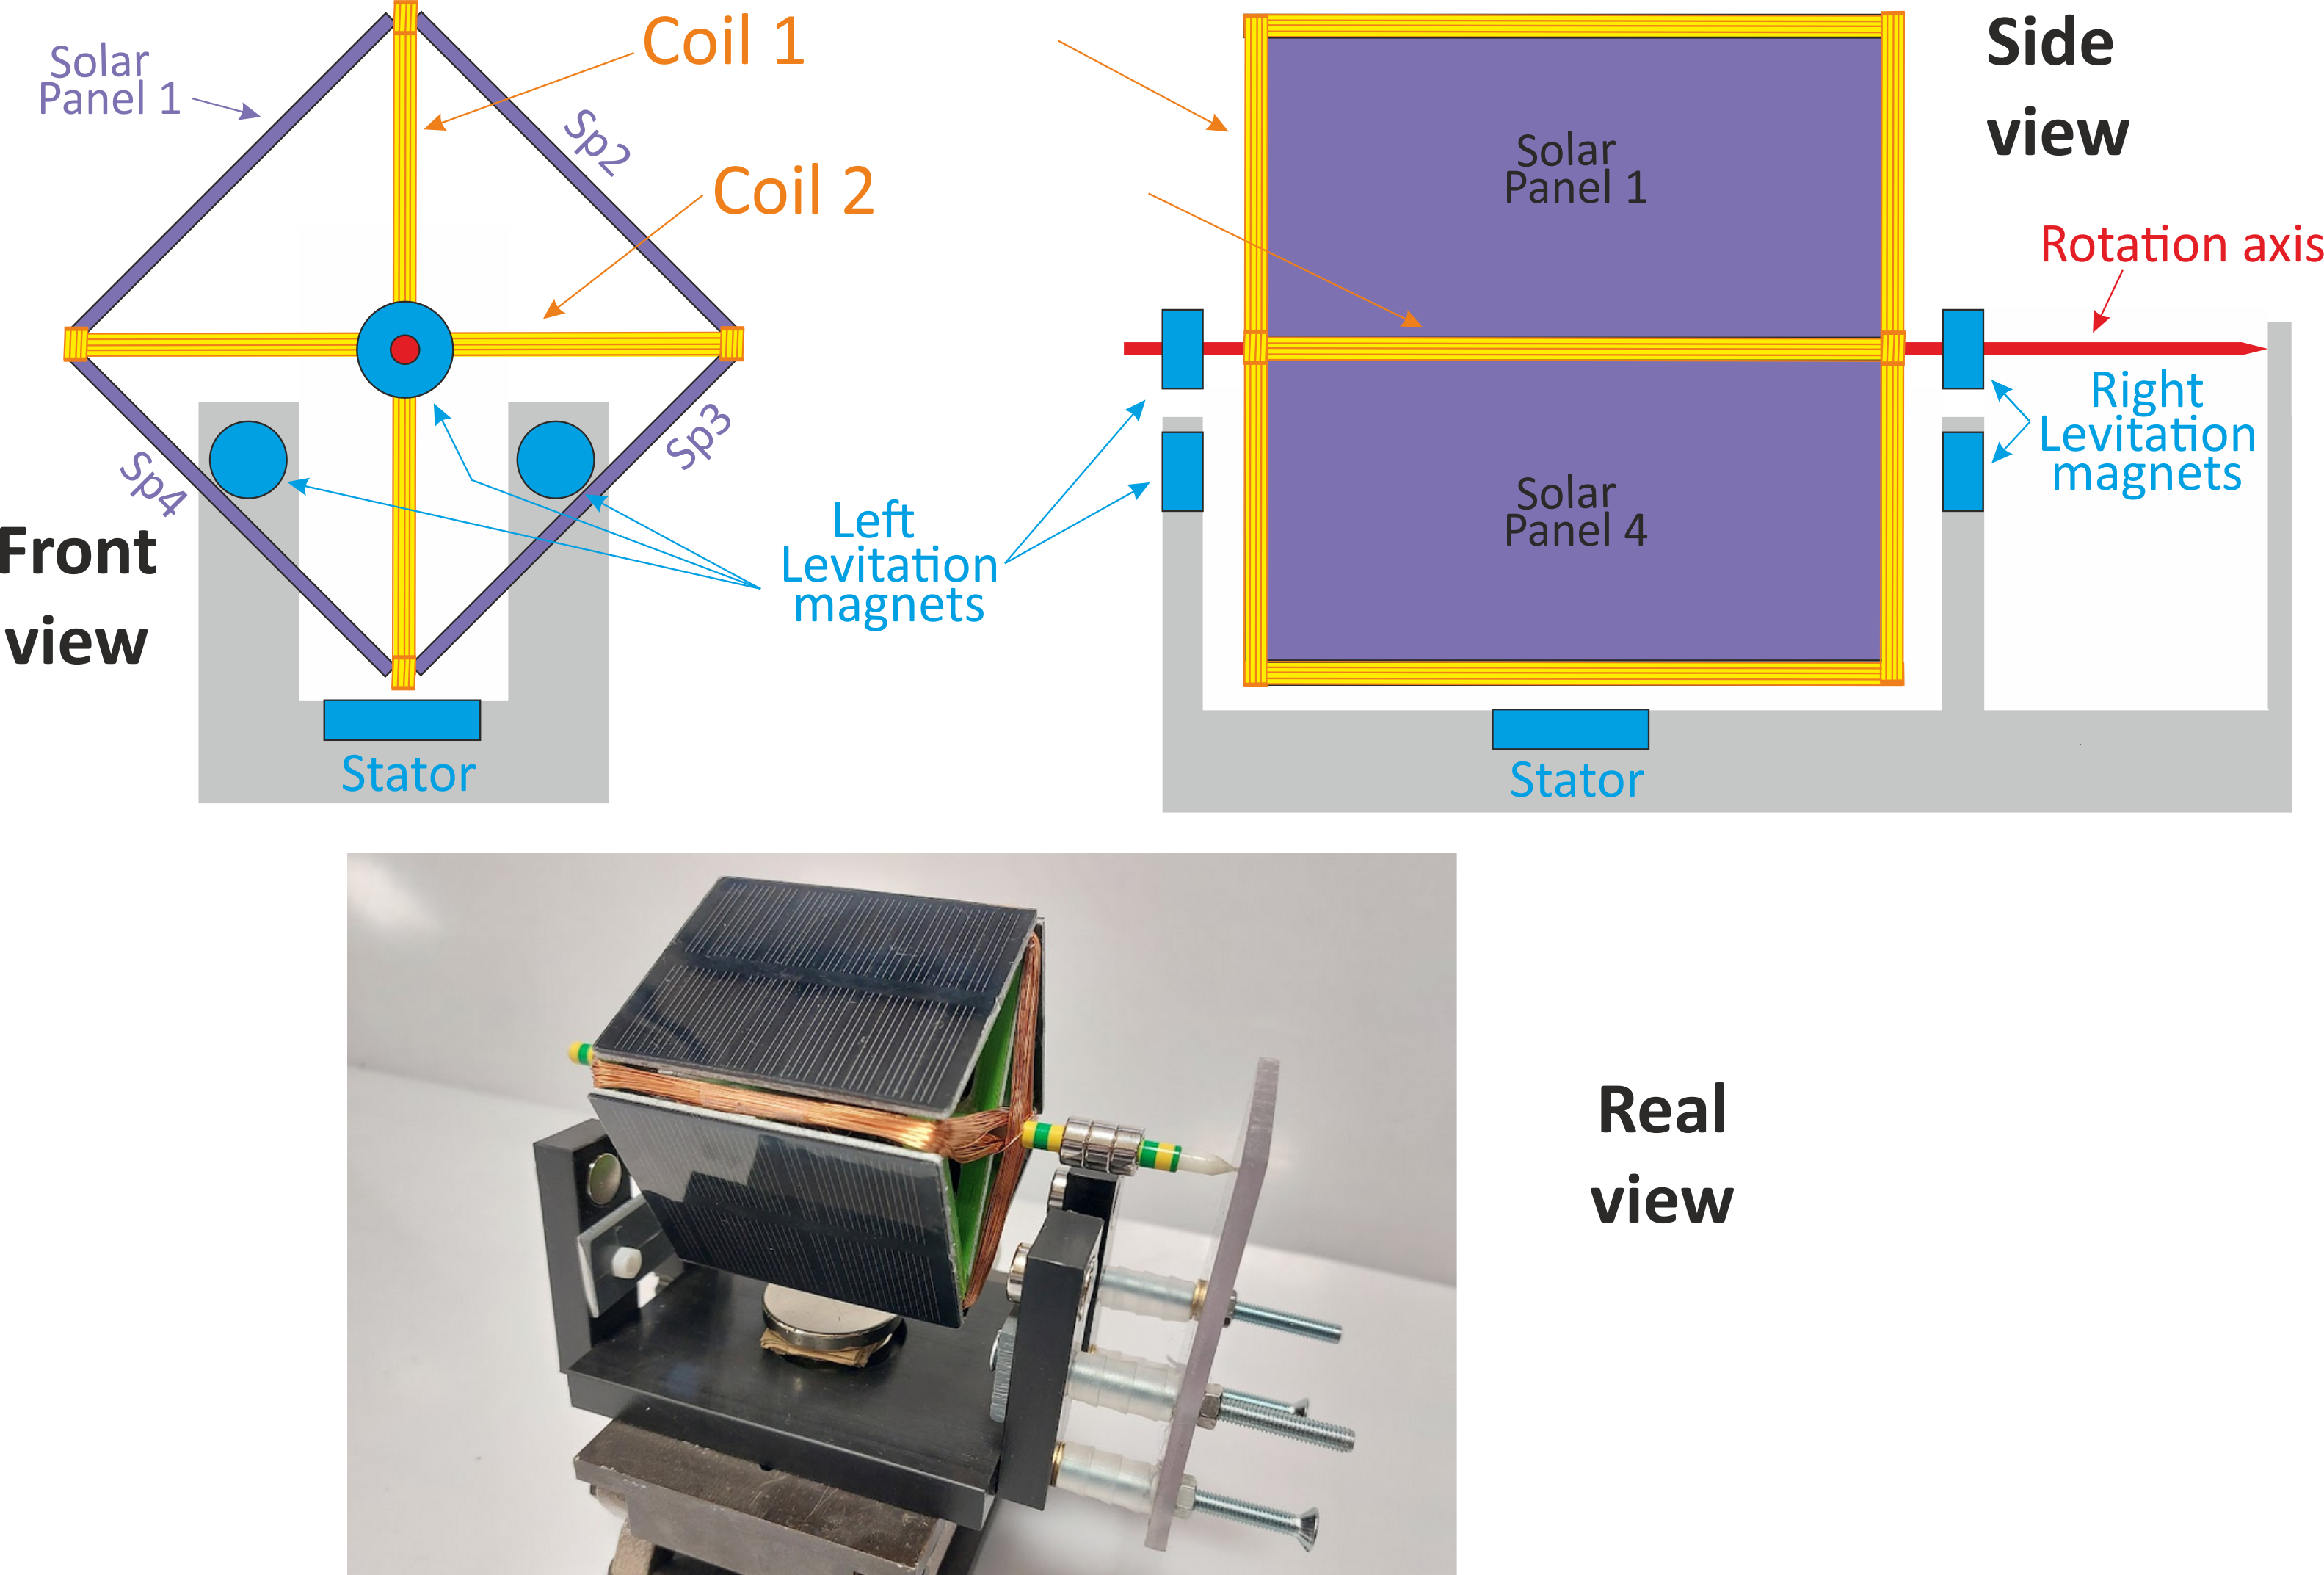 Solar
Panel 1
Coil 1
Sp2
Coil 2
Sp3
Sp4
Front
view
Left
Levitation
magnets
Stator
Side
view
Solar
Panel 1
Rotation axis
Right
Levitation
magnets
Solar
Panel 4
Stator
Real
view